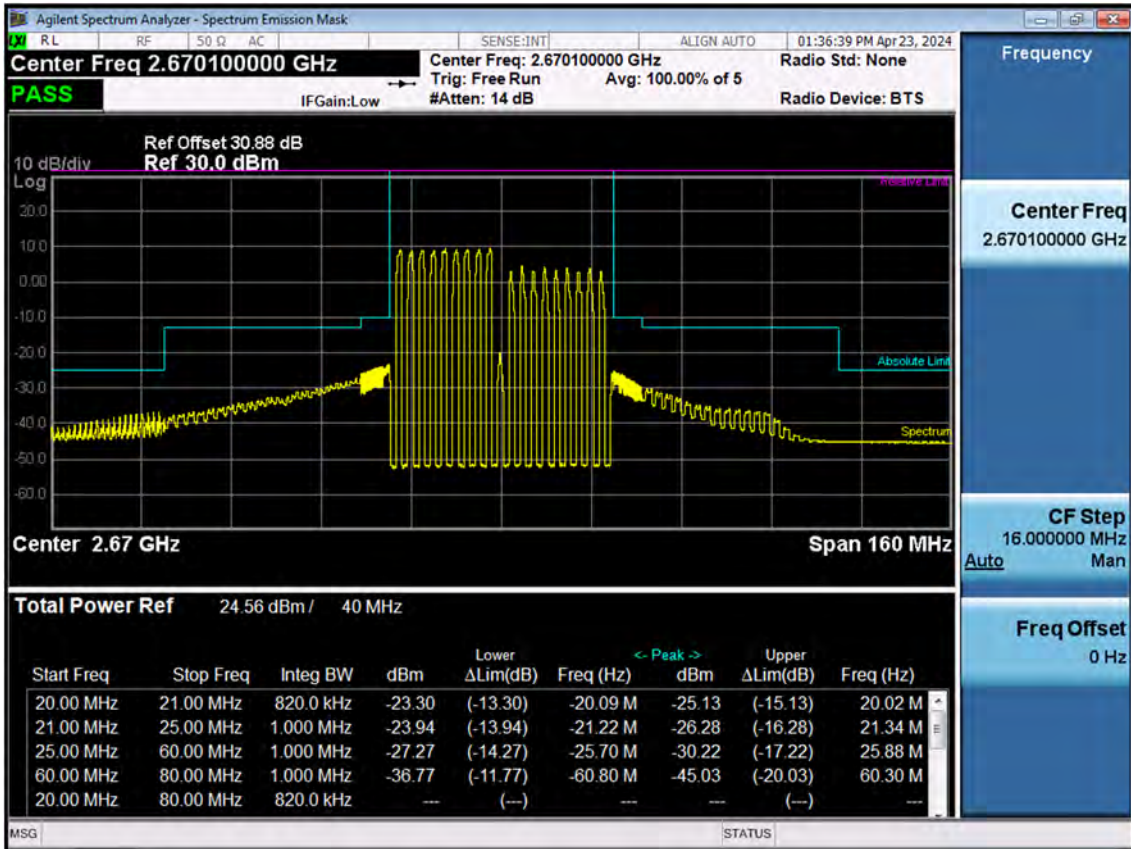 Agilent Spectrum Analyzer - Spectrum Emission Mask
LXI RL RF 50 Ω AC SENSE:INT ALIGN AUTO 01:36:39 PM Apr 23, 2024
Center Freq 2.670100000 GHz
PASS
IFGain:Low
Center Freq: 2.670100000 GHz
Trig: Free Run Avg: 100.00% of 5
#Atten: 14 dB
Radio Std: None
Radio Device: BTS
Ref Offset 30.88 dB
10 dB/div Ref 30.0 dBm
Log
Relative Limit
20.0
10.0
0.00
-10.0
-20.0
Absolute Limit
-30.0
-40.0
Spectrum
-50.0
-60.0
Center 2.67 GHz Span 160 MHz
Total Power Ref 24.56 dBm / 40 MHz
Lower <- Peak -> Upper
Start Freq Stop Freq Integ BW dBm ΔLim(dB) Freq (Hz) dBm ΔLim(dB) Freq (Hz)
20.00 MHz 21.00 MHz 820.0 kHz -23.30 (-13.30) -20.09 M -25.13 (-15.13) 20.02 M
21.00 MHz 25.00 MHz 1.000 MHz -23.94 (-13.94) -21.22 M -26.28 (-16.28) 21.34 M
25.00 MHz 60.00 MHz 1.000 MHz -27.27 (-14.27) -25.70 M -30.22 (-17.22) 25.88 M
60.00 MHz 80.00 MHz 1.000 MHz -36.77 (-11.77) -60.80 M -45.03 (-20.03) 60.30 M
20.00 MHz 80.00 MHz 820.0 kHz --- (---) --- --- (---) ---
MSG STATUS
Frequency
Center Freq
2.670100000 GHz
CF Step
16.000000 MHz
Auto Man
Freq Offset
0 Hz